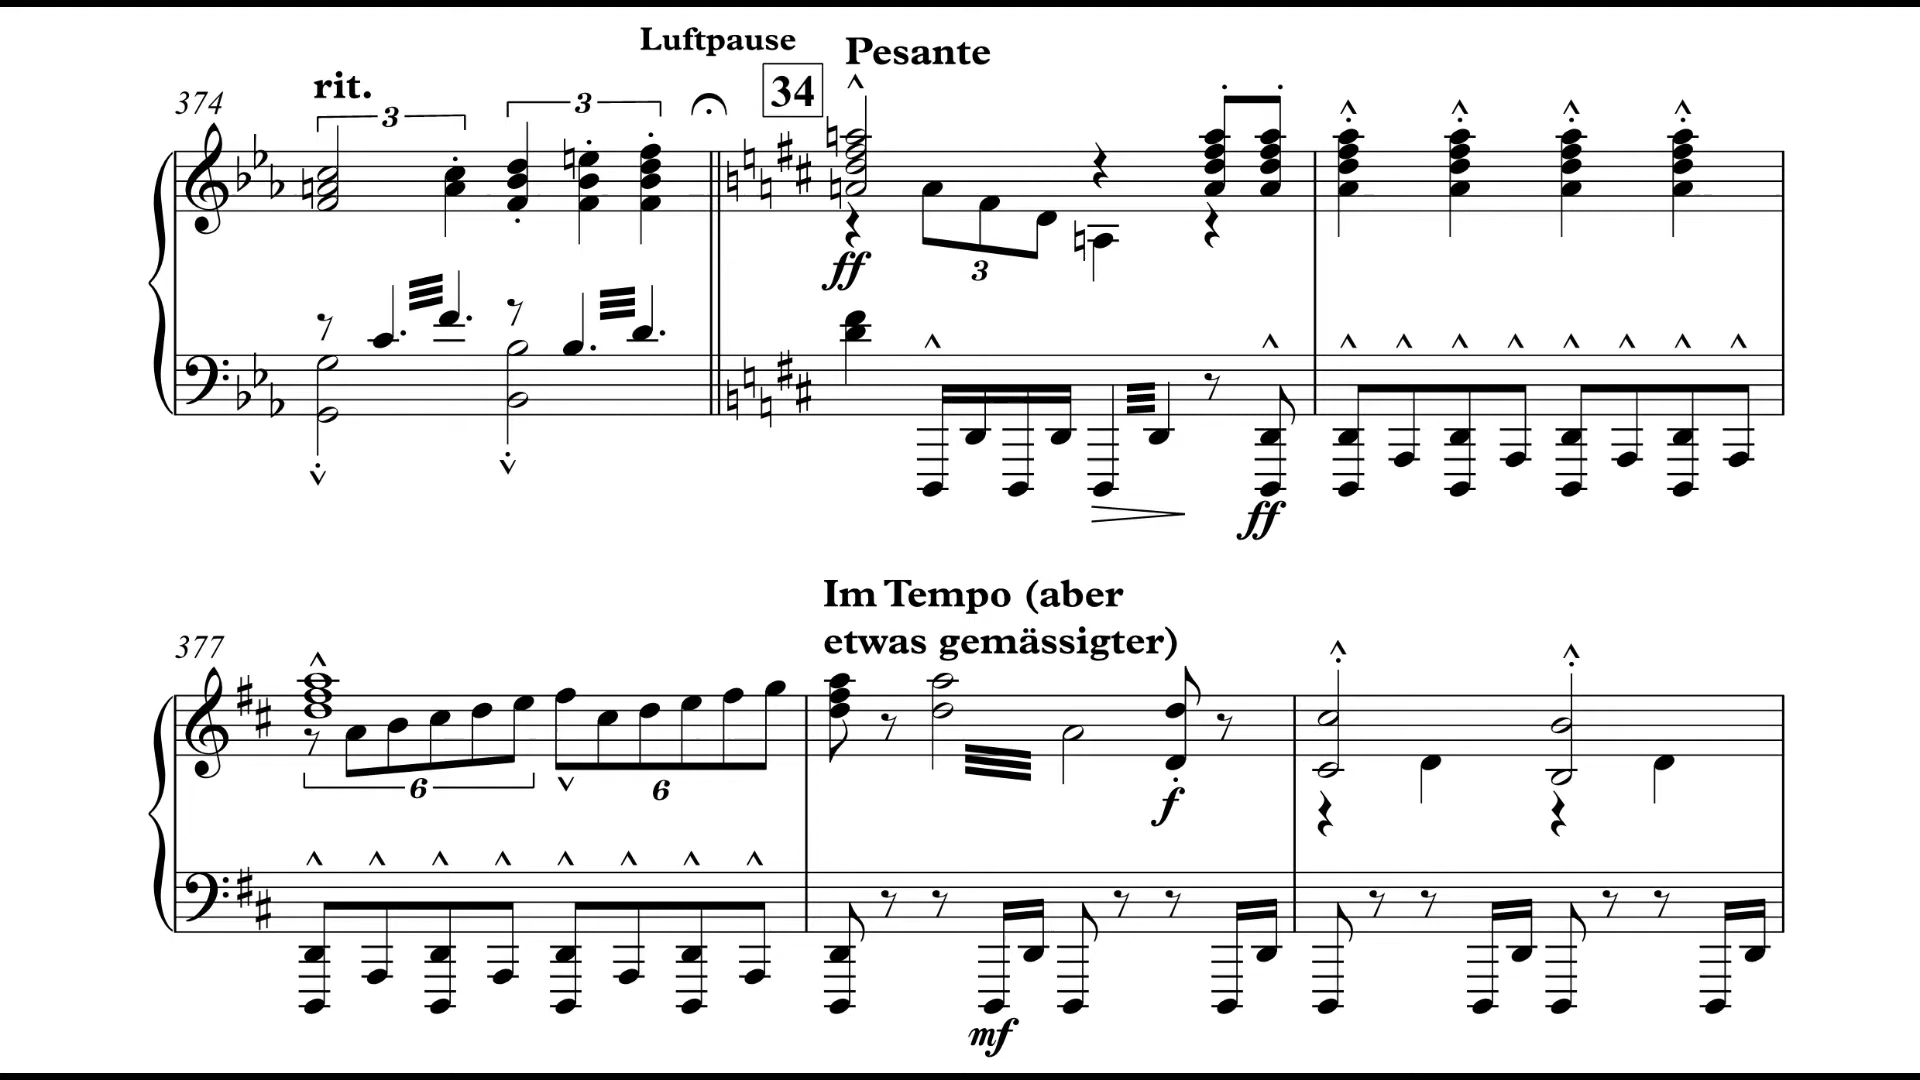 Luftpause
rit.
34
Pesante
374
3
3
ff
3
ff
Im Tempo (aber
etwas gemässigter)
377
6
6
f
mf